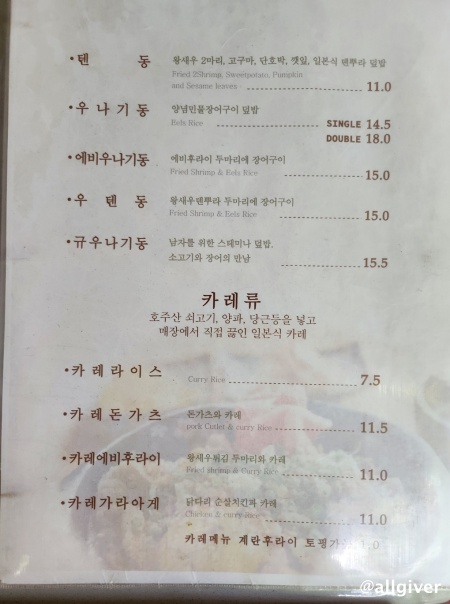 •텐 동
왕새우 2마리, 고구마, 단호박, 깻잎, 일본식 텐뿌라 덮밥
Fried 2Shrimp, Sweetpotato, Pumpkin
and Sesame leaves 11.0
•우 나 기 동
양념민물장어구이 덮밥
Eels Rice SINGLE 14.5
DOUBLE 18.0
•에비우나기동
에비후라이 두마리에 장어구이
Fried Shrimp & Eels Rice 15.0
•우 텐 동
왕새우텐뿌라 두마리에 장어구이
Fried Shrimp & Eels Rice 15.0
•규우나기동
남자를 위한 스테미나 덮밥.
소고기와 장어의 만남 15.5
카레류
호주산 쇠고기, 양파, 당근등을 넣고
매장에서 직접 끓인 일본식 카레
•카 레 라 이 스
Curry Rice 7.5
•카 레 돈 가 츠
돈가츠와 카레
pork Cutlet & curry Rice 11.5
•카레에비후라이
왕새우튀김 두마리와 카레
Fried shrimp & Curry Rice 11.0
•카 레 가 라 아 게
닭다리 순살치킨과 카레
Chicken & curry Rice 11.0
카레메뉴 계란후라이 토핑가능 1.0
@allgiver